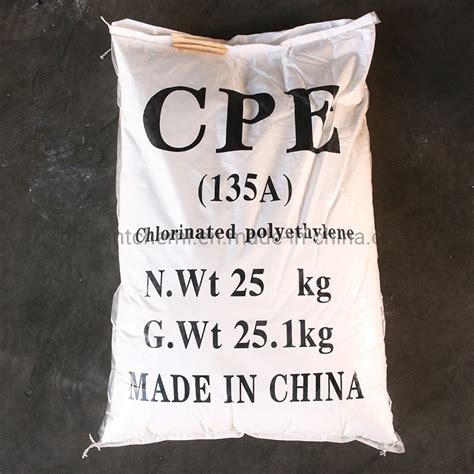 CPE
(135A)
Chlorinated polyethylene
N.Wt 25 kg
G.Wt 25.1kg
MADE IN CHINA